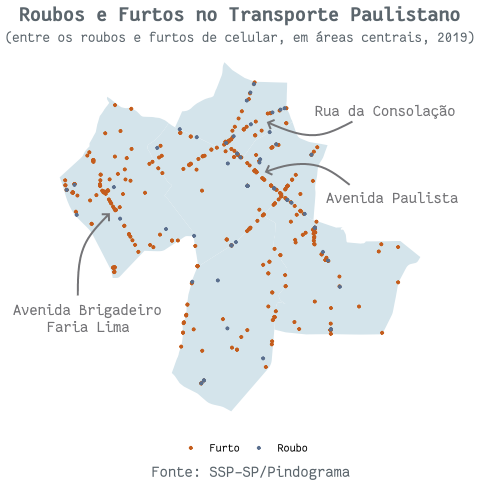 Roubos e Furtos no Transporte Paulistano
(entre os roubos e furtos de celular, em áreas centrais, 2019)
Rua da Consolação
Avenida Paulista
Avenida Brigadeiro
Faria Lima
Furto Roubo
Fonte: SSP-SP/Pindograma